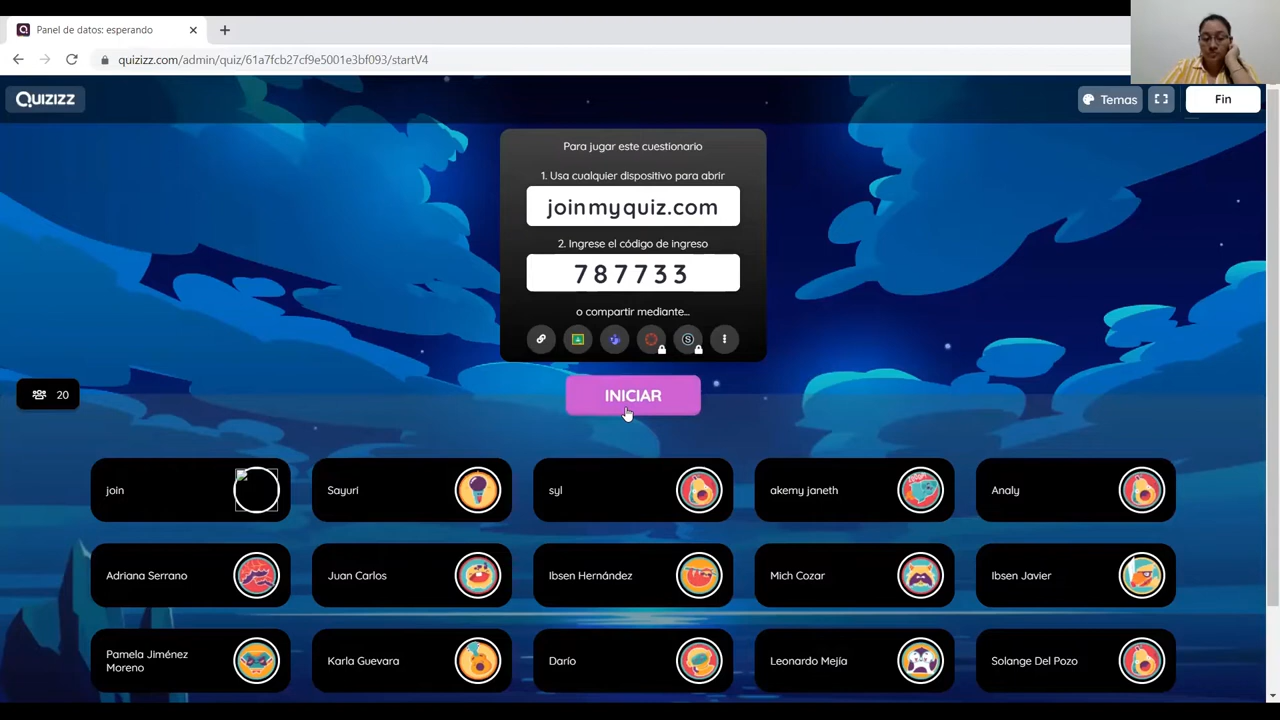 Panel de datos: esperando
quizizz.com/admin/quiz/61a7fcb27cf9e5001e3bf093/startV4
Quizizz
Temas
Fin
Para jugar este cuestionario
1. Usa cualquier dispositivo para abrir
joinmyquiz.com
2. Ingrese el código de ingreso
787733
o compartir mediante...
S
20
INICIAR
join
Sayuri
syl
akemy janeth
Analy
Adriana Serrano
Juan Carlos
Ibsen Hernández
Mich Cozar
Ibsen Javier
Pamela Jiménez
Moreno
Karla Guevara
Darío
Leonardo Mejía
Solange Del Pozo